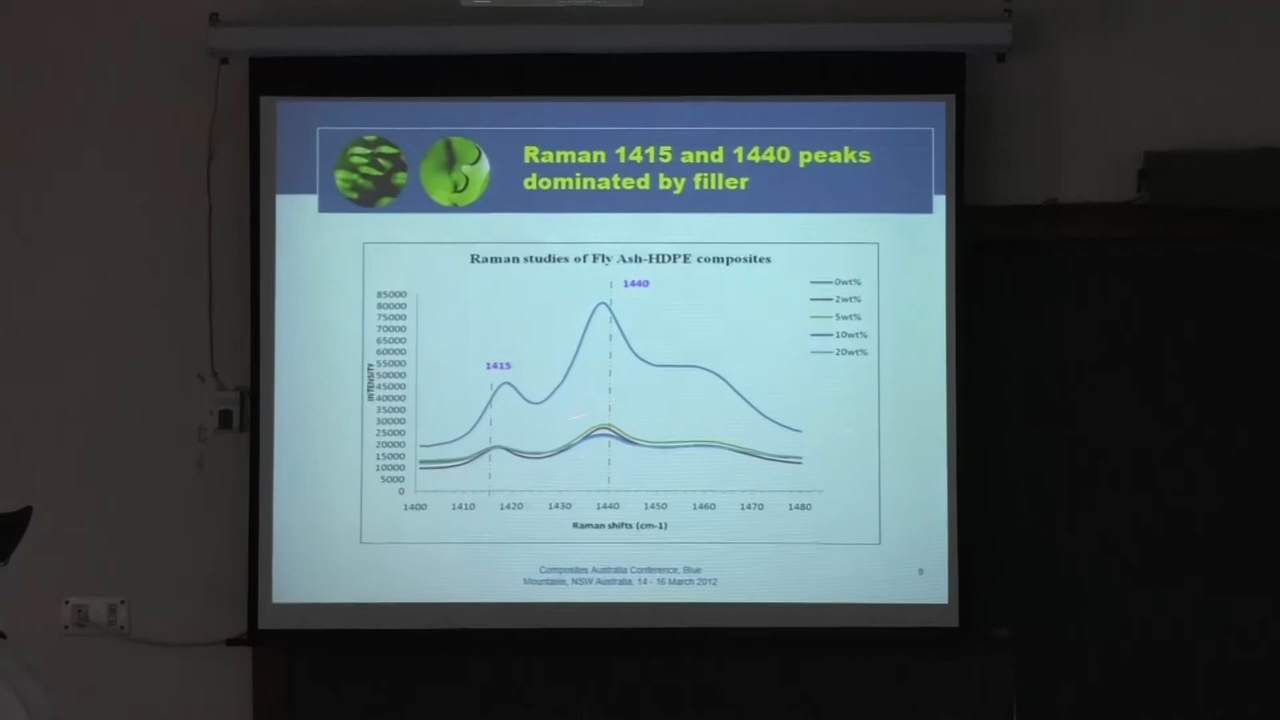 Raman 1415 and 1440 peaks
dominated by filler
Raman studies of Fly Ash-HDPE composites
1440
1415
INTENSITY
85000
80000
75000
70000
65000
60000
55000
50000
45000
40000
35000
30000
25000
20000
15000
10000
5000
0
1400 1410 1420 1430 1440 1450 1460 1470 1480
Raman shifts (cm-1)
0wt%
2wt%
5wt%
10wt%
20wt%
Composites Australia Conference, Blue
Mountains, NSW Australia, 14 - 16 March 2012